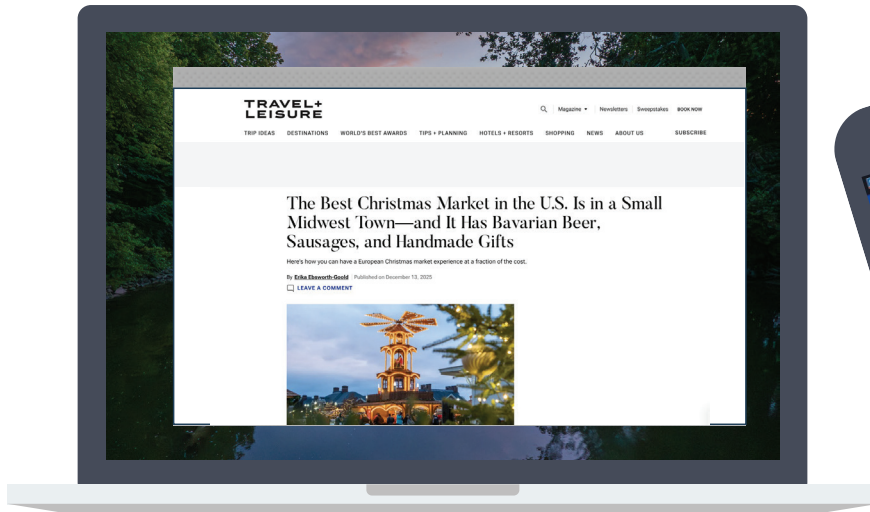 TRAVEL+
LEISURE
Magazine Newsletters Sweepstakes BOOK NOW
TRIP IDEAS DESTINATIONS WORLD'S BEST AWARDS TIPS + PLANNING HOTELS + RESORTS SHOPPING NEWS ABOUT US SUBSCRIBE
The Best Christmas Market in the U.S. Is in a Small
Midwest Town—and It Has Bavarian Beer,
Sausages, and Handmade Gifts
Here's how you can have a European Christmas market experience at a fraction of the cost.
By Erika Ebsworth-Goold Published on December 13, 2025
LEAVE A COMMENT